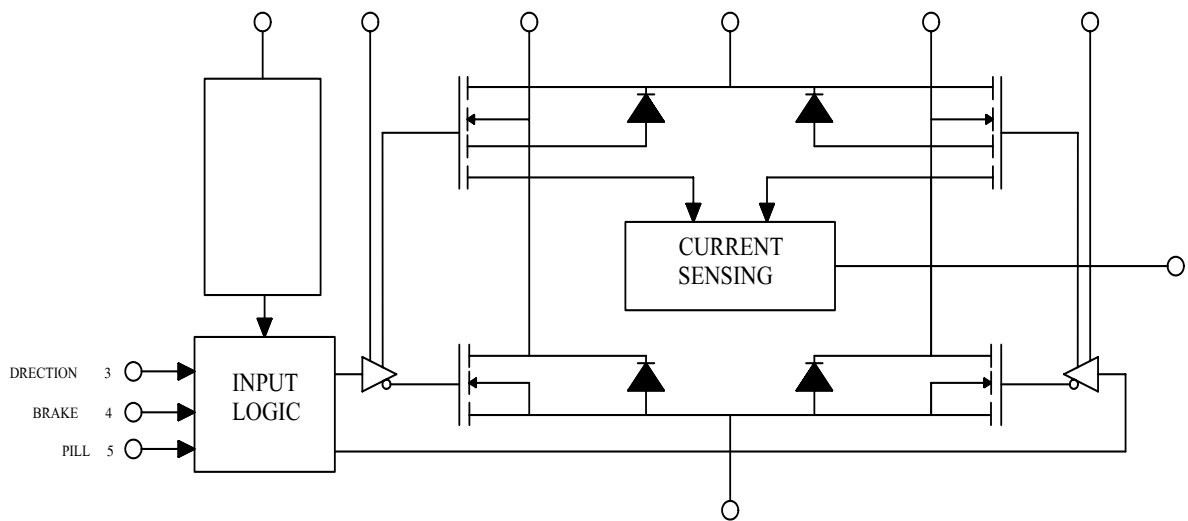 CURRENT
SENSING
DRECTION 3
INPUT
LOGIC
BRAKE 4
PILL 5